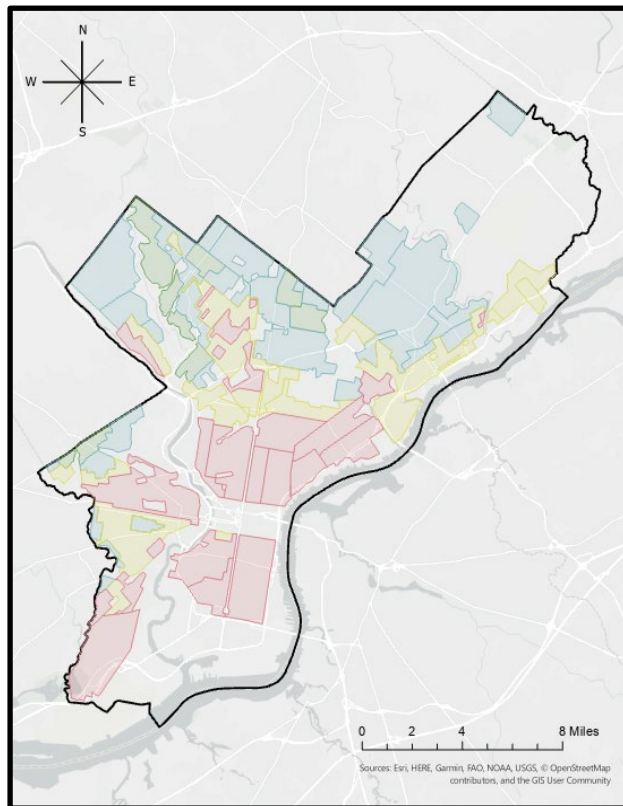 N
W E
S
0 2 4 8 Miles
Sources: Esri, HERE, Garmin, FAO, NOAA, USGS, © OpenStreetMap
contributors, and the GIS User Community